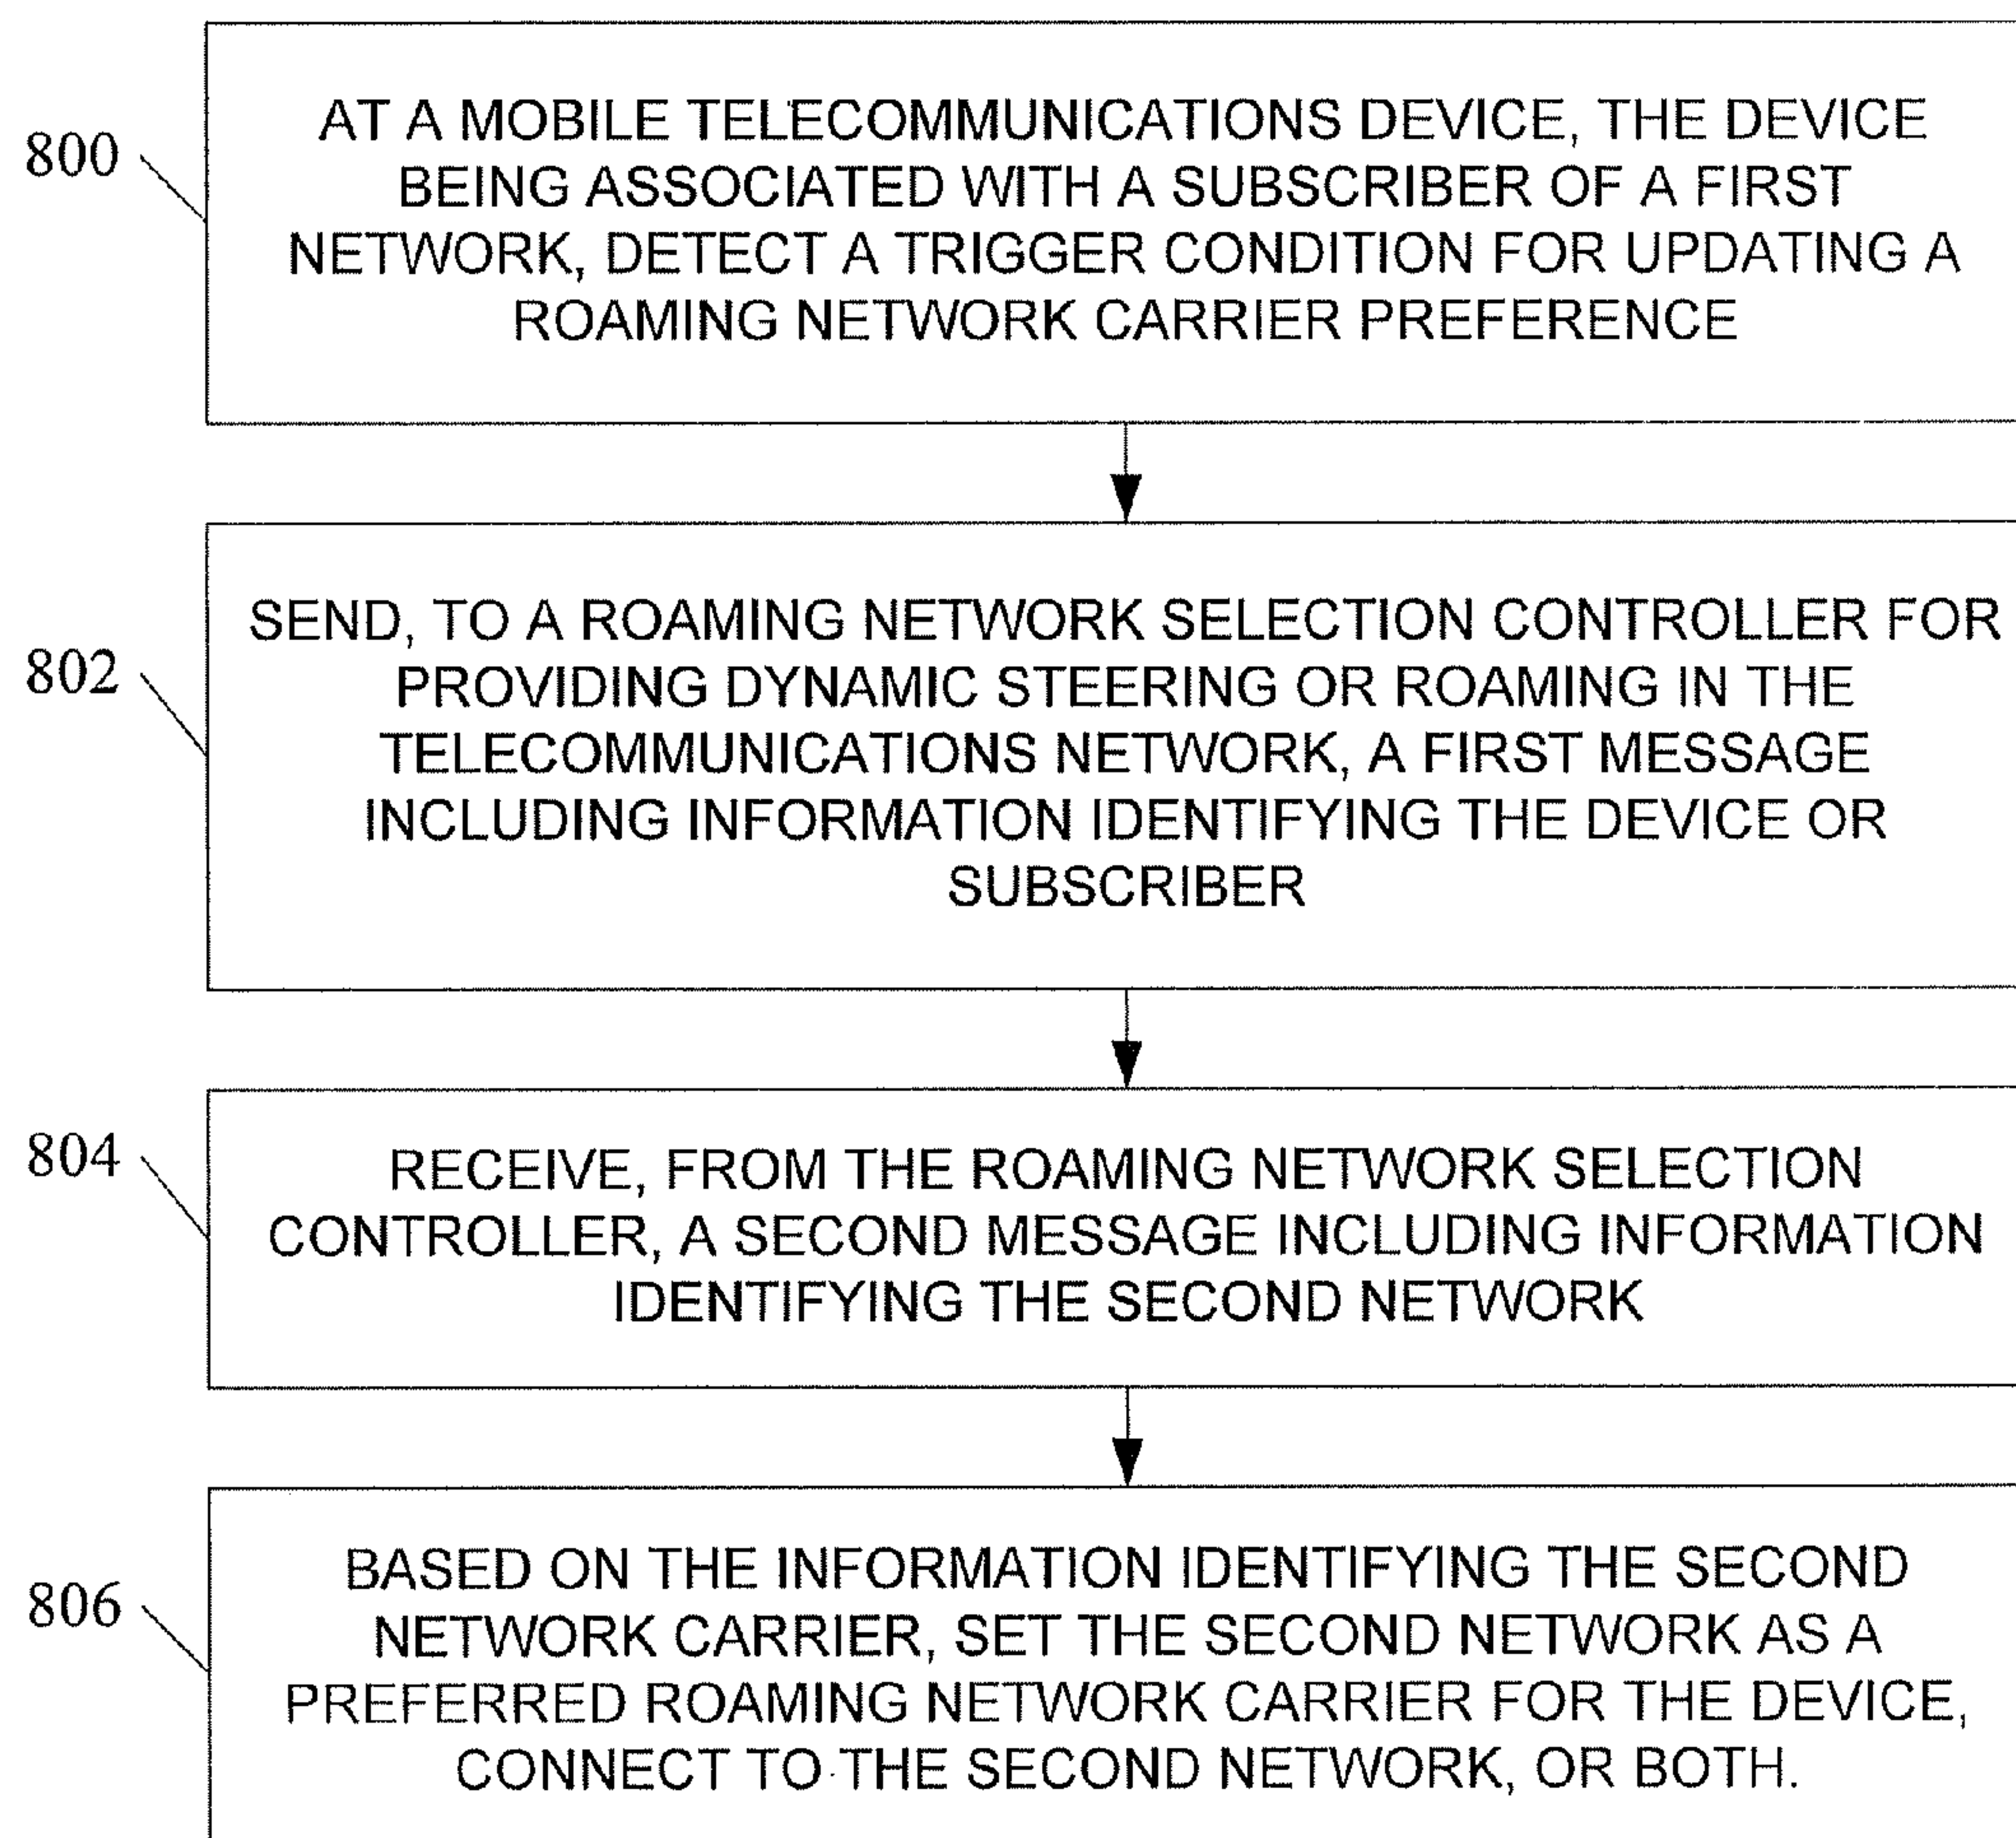 800
AT A MOBILE TELECOMMUNICATIONS DEVICE, THE DEVICE
BEING ASSOCIATED WITH A SUBSCRIBER OF A FIRST
NETWORK, DETECT A TRIGGER CONDITION FOR UPDATING A
ROAMING NETWORK CARRIER PREFERENCE
802
SEND, TO A ROAMING NETWORK SELECTION CONTROLLER FOR
PROVIDING DYNAMIC STEERING OR ROAMING IN THE
TELECOMMUNICATIONS NETWORK, A FIRST MESSAGE
INCLUDING INFORMATION IDENTIFYING THE DEVICE OR
SUBSCRIBER
804
RECEIVE, FROM THE ROAMING NETWORK SELECTION
CONTROLLER, A SECOND MESSAGE INCLUDING INFORMATION
IDENTIFYING THE SECOND NETWORK
806
BASED ON THE INFORMATION IDENTIFYING THE SECOND
NETWORK CARRIER, SET THE SECOND NETWORK AS A
PREFERRED ROAMING NETWORK CARRIER FOR THE DEVICE,
CONNECT TO THE SECOND NETWORK, OR BOTH.